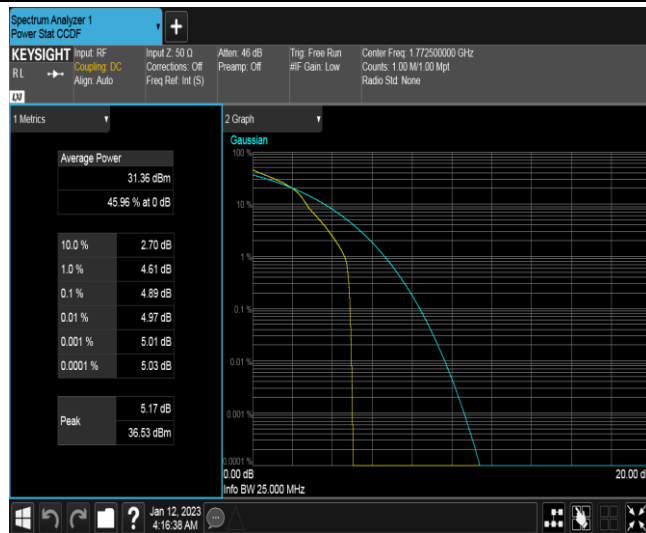 Spectrum Analyzer 1
Power Stat CCDF
KEYSIGHT
RL
Input: RF
Coupling: DC
Align: Auto
Input Z: 50 Ω
Corrections: Off
Freq Ref: Int (S)
Atten: 46 dB
Preamp: Off
Trig: Free Run
#IF Gain: Low
Center Freq: 1.772500000 GHz
Counts: 1.00 M/1.00 Mpt
Radio Std: None
1 Metrics
Average Power
31.36 dBm
45.96 % at 0 dB
10.0 % 2.70 dB
1.0 % 4.61 dB
0.1 % 4.89 dB
0.01 % 4.97 dB
0.001 % 5.01 dB
0.0001 % 5.03 dB
Peak
5.17 dB
36.53 dBm
2 Graph
Gaussian
100 %
10 %
1 %
0.1 %
0.01 %
0.001 %
0.0001 %
0.00 dB
20.00 d
Info BW 25.000 MHz
?
Jan 12, 2023
4:16:38 AM